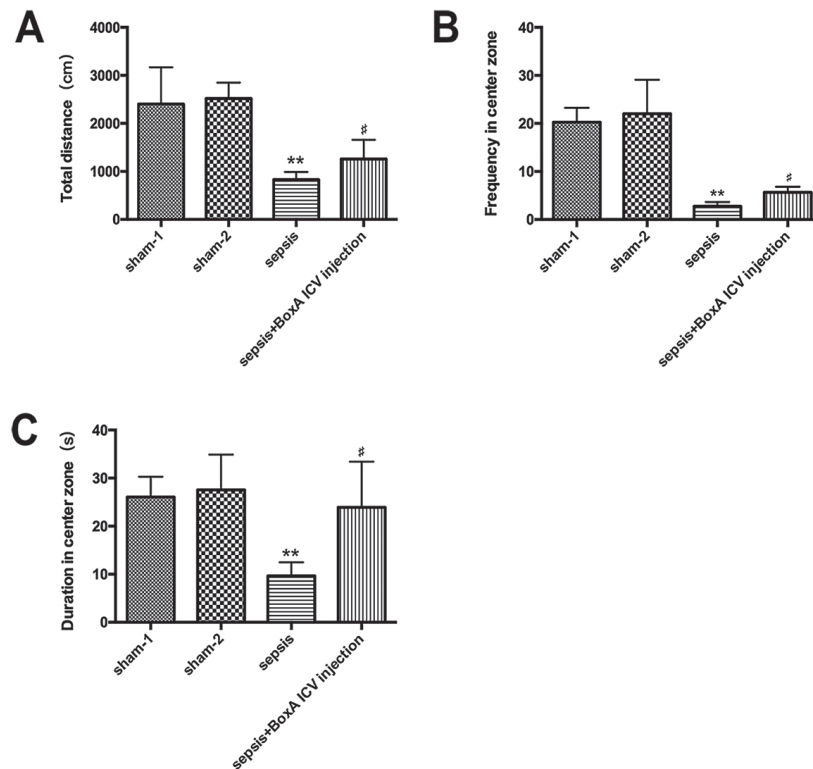 A
Total distance (cm)
4000
3000
2000
1000
0
**
♯
sham-1
sham-2
sepsis
sepsis+BoxA ICV injection
B
Frequency in center zone
40
30
20
10
0
**
♯
sham-1
sham-2
sepsis
sepsis+BoxA ICV injection
C
Duration in center zone (s)
40
30
20
10
0
**
♯
sham-1
sham-2
sepsis
sepsis+BoxA ICV injection